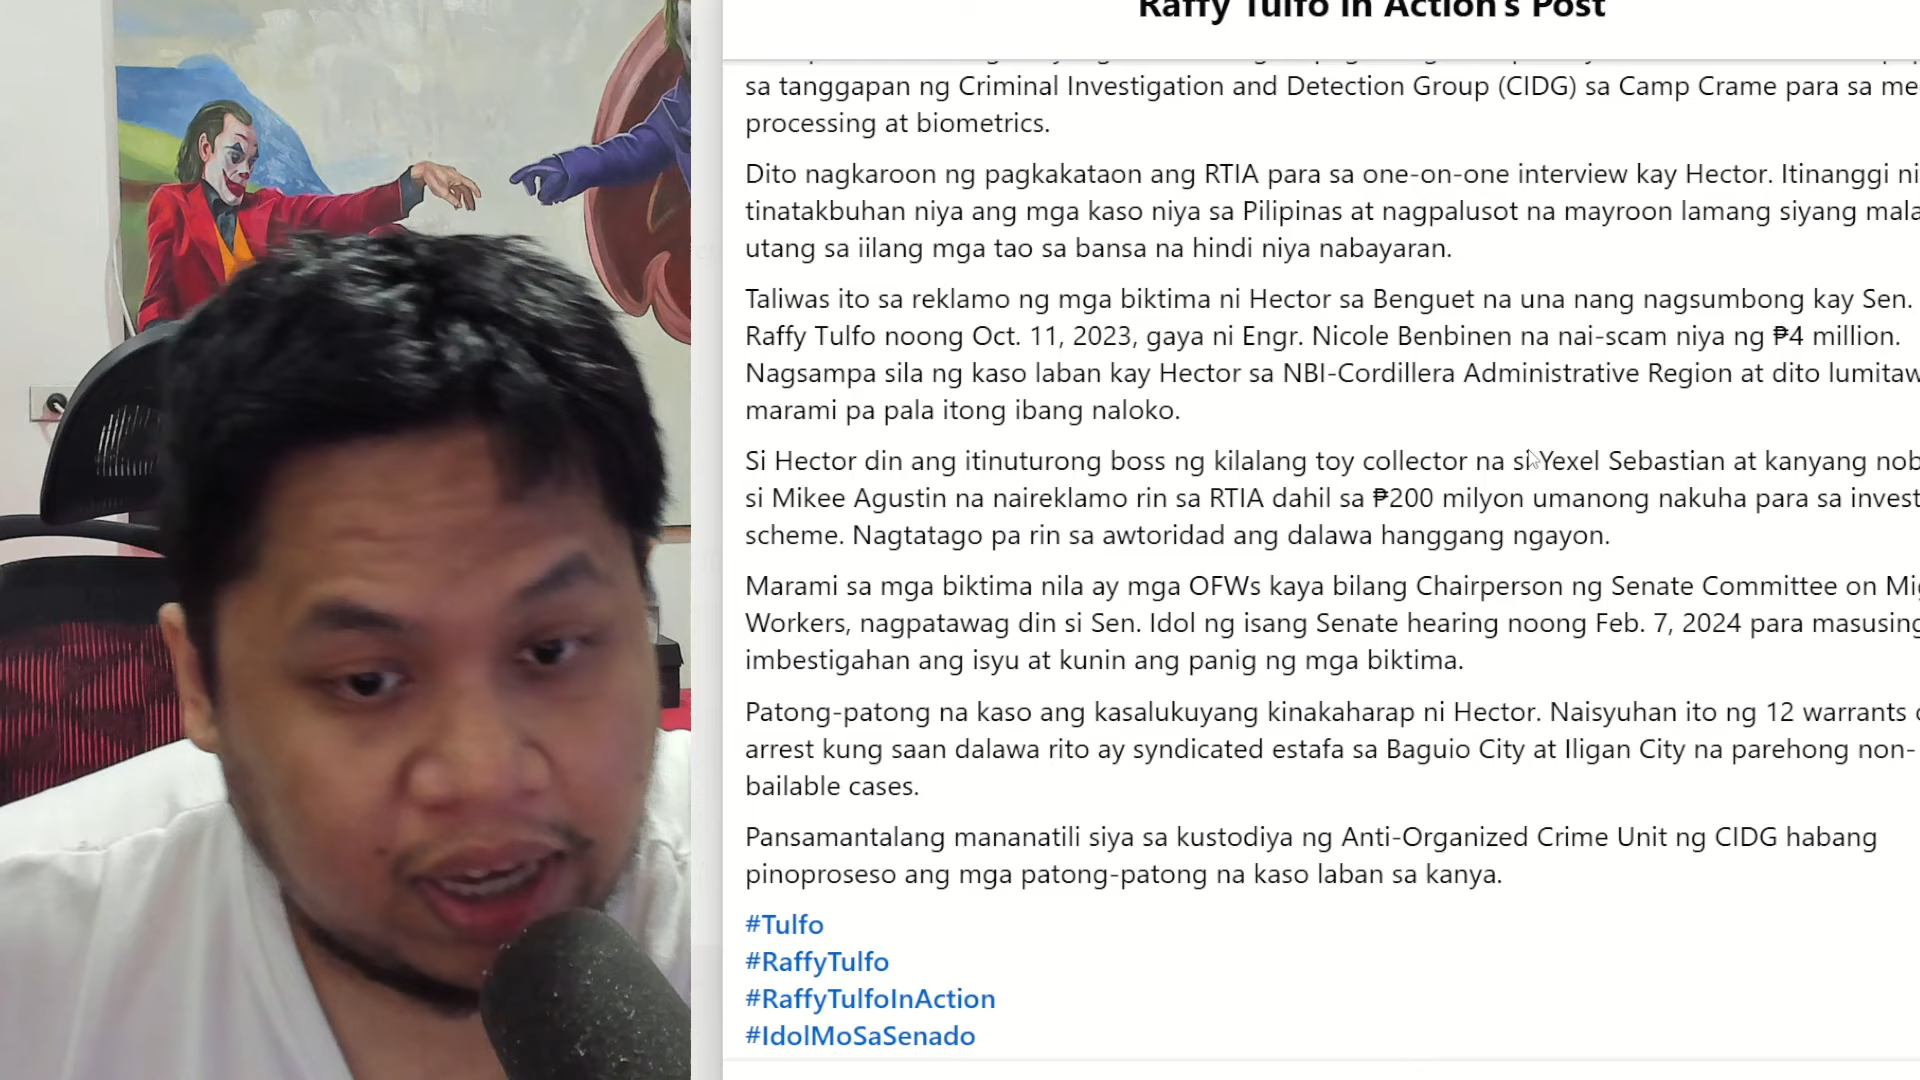 Raffy Tulfo in Action's Post
sa tanggapan ng Criminal Investigation and Detection Group (CIDG) sa Camp Crame para sa
processing at biometrics.
Dito nagkaroon ng pagkakataon ang RTIA para sa one-on-one interview kay Hector. Itinanggi
tinatakbuhan niya ang mga kaso niya sa Pilipinas at nagpalusot na mayroon lamang siyang
utang sa iilang mga tao sa bansa na hindi niya nabayaran.
Taliwas ito sa reklamo ng mga biktima ni Hector sa Benguet na una nang nagsumbong kay Sen.
Raffy Tulfo noong Oct. 11, 2023, gaya ni Engr. Nicole Benbinen na nai-scam niya ng ₱4 million.
Nagsampa sila ng kaso laban kay Hector sa NBI-Cordillera Administrative Region at dito lumitaw
marami pa pala itong ibang naloko.
Si Hector din ang itinuturong boss ng kilalang toy collector na si Yexel Sebastian at kanyang
si Mikee Agustin na naireklamo rin sa RTIA dahil sa ₱200 milyon umanong nakuha para sa
scheme. Nagtatago pa rin sa awtoridad ang dalawa hanggang ngayon.
Marami sa mga biktima nila ay mga OFWs kaya bilang Chairperson ng Senate Committee on
Workers, nagpatawag din si Sen. Idol ng isang Senate hearing noong Feb. 7, 2024 para masusing
imbestigahan ang isyu at kunin ang panig ng mga biktima.
Patong-patong na kaso ang kasalukuyang kinakaharap ni Hector. Naisyuhan ito ng 12 warrants
arrest kung saan dalawa rito ay syndicated estafa sa Baguio City at Iligan City na parehong non-
bailable cases.
Pansamantalang mananatili siya sa kustodiya ng Anti-Organized Crime Unit ng CIDG habang
pinoproseso ang mga patong-patong na kaso laban sa kanya.
#Tulfo
#RaffyTulfo
#RaffyTulfoInAction
#IdolMoSaSenado